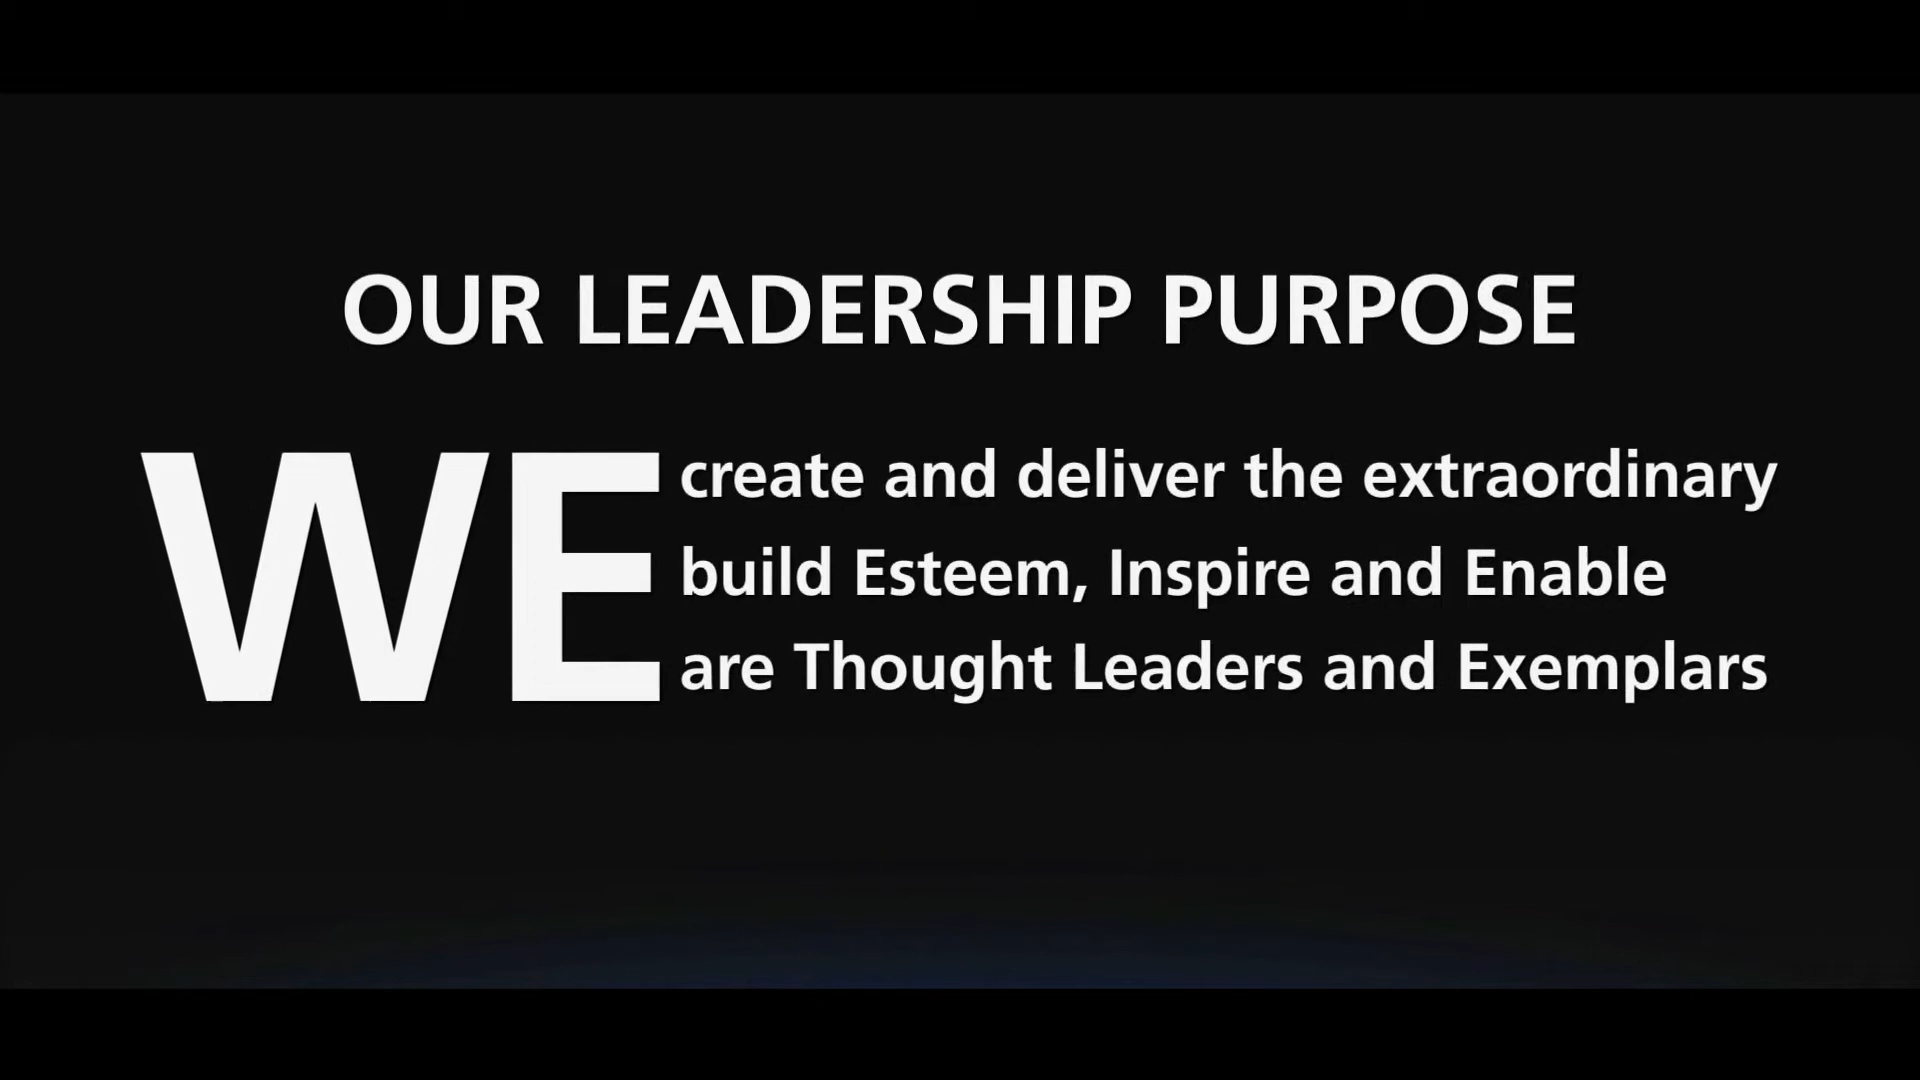 OUR LEADERSHIP PURPOSE
WE
create and deliver the extraordinary
build Esteem, Inspire and Enable
are Thought Leaders and Exemplars